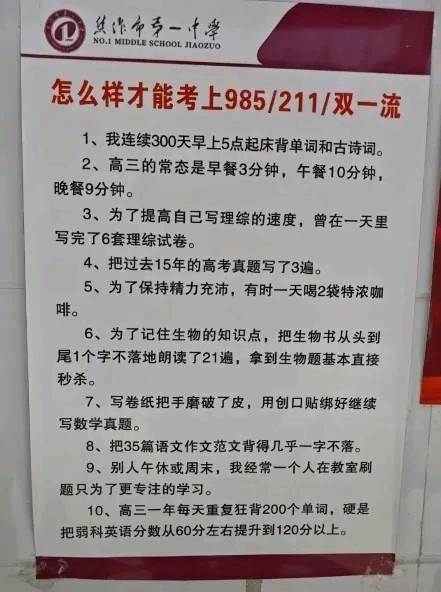 焦作市第一中学
NO.1 MIDDLE SCHOOL JIAOZUO
怎么样才能考上985/211/双一流
1、我连续300天早上5点起床背单词和古诗词。
2、高三的常态是早餐3分钟，午餐10分钟，
晚餐9分钟。
3、为了提高自己写理综的速度，曾在一天里
写完了6套理综试卷。
4、把过去15年的高考真题写了3遍。
5、为了保持精力充沛，有时一天喝2袋特浓咖
啡。
6、为了记住生物的知识点，把生物书从头到
尾1个字不落地朗读了21遍，拿到生物题基本直接
秒杀。
7、写卷纸把手磨破了皮，用创口贴绑好继续
写数学真题。
8、把35篇语文作文范文背得几乎一字不落。
9、别人午休或周末，我经常一个人在教室刷
题只为了更专注的学习。
10、高三一年每天重复狂背200个单词，硬是
把弱科英语分数从60分左右提升到120分以上。